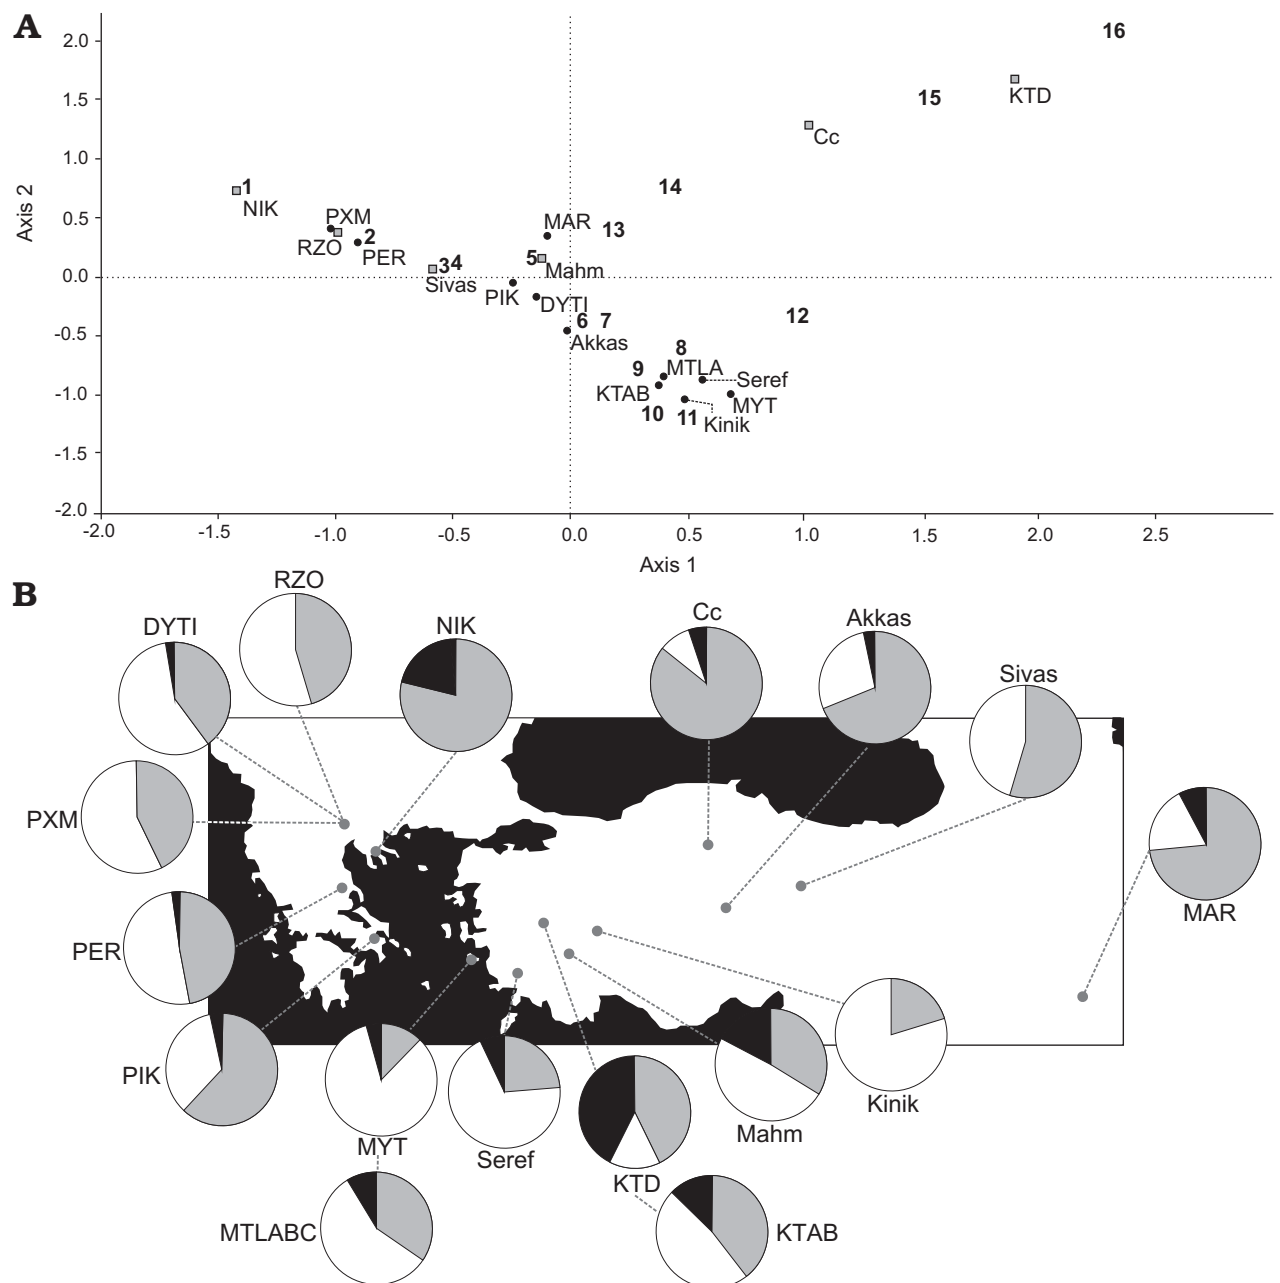 A
2.0
1.5
1.0
0.5
0.0
-0.5
-1.0
-1.5
-2.0
Axis 2
16
15
KTD
Cc
14
1
NIK
PXM
MAR
13
RZO
2
PER
34
5
Sivas
Mahm
PIK
DYTI
6 7
12
Akkas
8
9
MTLA
Seref
KTAB
MYT
10
11
Kinik
-2.0 -1.5 -1.0 -0.5 0.0 0.5 1.0 1.5 2.0 2.5
Axis 1
B
RZO
DYTI
NIK
Cc
Akkas
Sivas
PXM
MAR
PER
PIK
Kinik
MYT
Seref
Mahm
KTD
MTLABC
KTAB